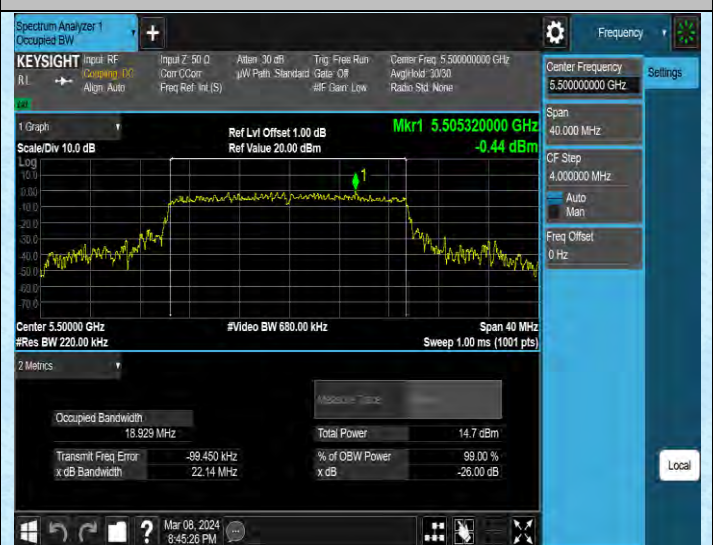 Spectrum Analyzer 1
Occupied BW
+
Frequency
KEYSIGHT
Input: RF
Coupling: DC
Align: Auto
RL
Input Z: 50 Ω
Corr CCorr
Freq Ref: Int (S)
Atten: 30 dB
µW Path: Standard
Trig: Free Run
Gate: Off
#IF Gain: Low
Center Freq: 5.500000000 GHz
Avg|Hold: 30/30
Radio Std: None
Center Frequency
5.500000000 GHz
Settings
Span
40.000 MHz
CF Step
4.000000 MHz
Auto
Man
Freq Offset
0 Hz
1 Graph
Scale/Div 10.0 dB
Ref Lvl Offset 1.00 dB
Ref Value 20.00 dBm
Mkr1 5.505320000 GHz
-0.44 dBm
Log
10.0
0.00
-10.0
-20.0
-30.0
-40.0
-50.0
-60.0
-70.0
1
Center 5.50000 GHz
#Res BW 220.00 kHz
#Video BW 680.00 kHz
Span 40 MHz
Sweep 1.00 ms (1001 pts)
2 Metrics
Measure Trace
Occupied Bandwidth
18.929 MHz
Total Power
14.7 dBm
Transmit Freq Error
-99.450 kHz
% of OBW Power
99.00 %
x dB Bandwidth
22.14 MHz
x dB
-26.00 dB
Local
?
Mar 08, 2024
8:45:26 PM